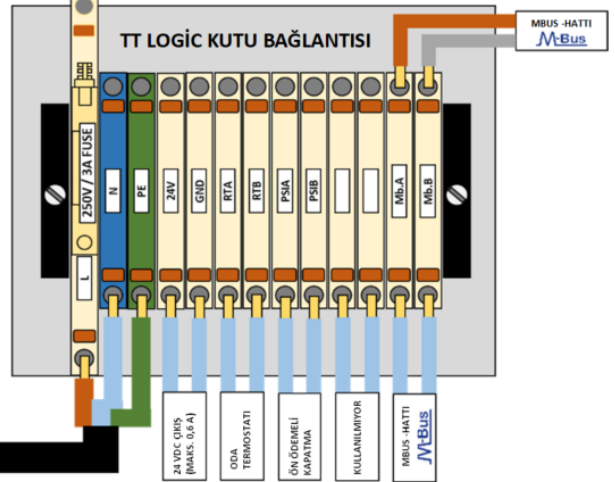 MBUS -HATTI
M-Bus
TT LOGIC KUTU BAĞLANTISI
250V / 3A FUSE
L
N
PE
24V
GND
RTA
RTB
PSIA
PSIB
Mb.A
Mb.B
24 VDC ÇIKIŞ
(MAKS. 0,6 A)
ODA
TERMOSTATI
ÖN ÖDEMELİ
KAPATMA
KULLANILMIYOR
MBUS -HATTI
M-Bus